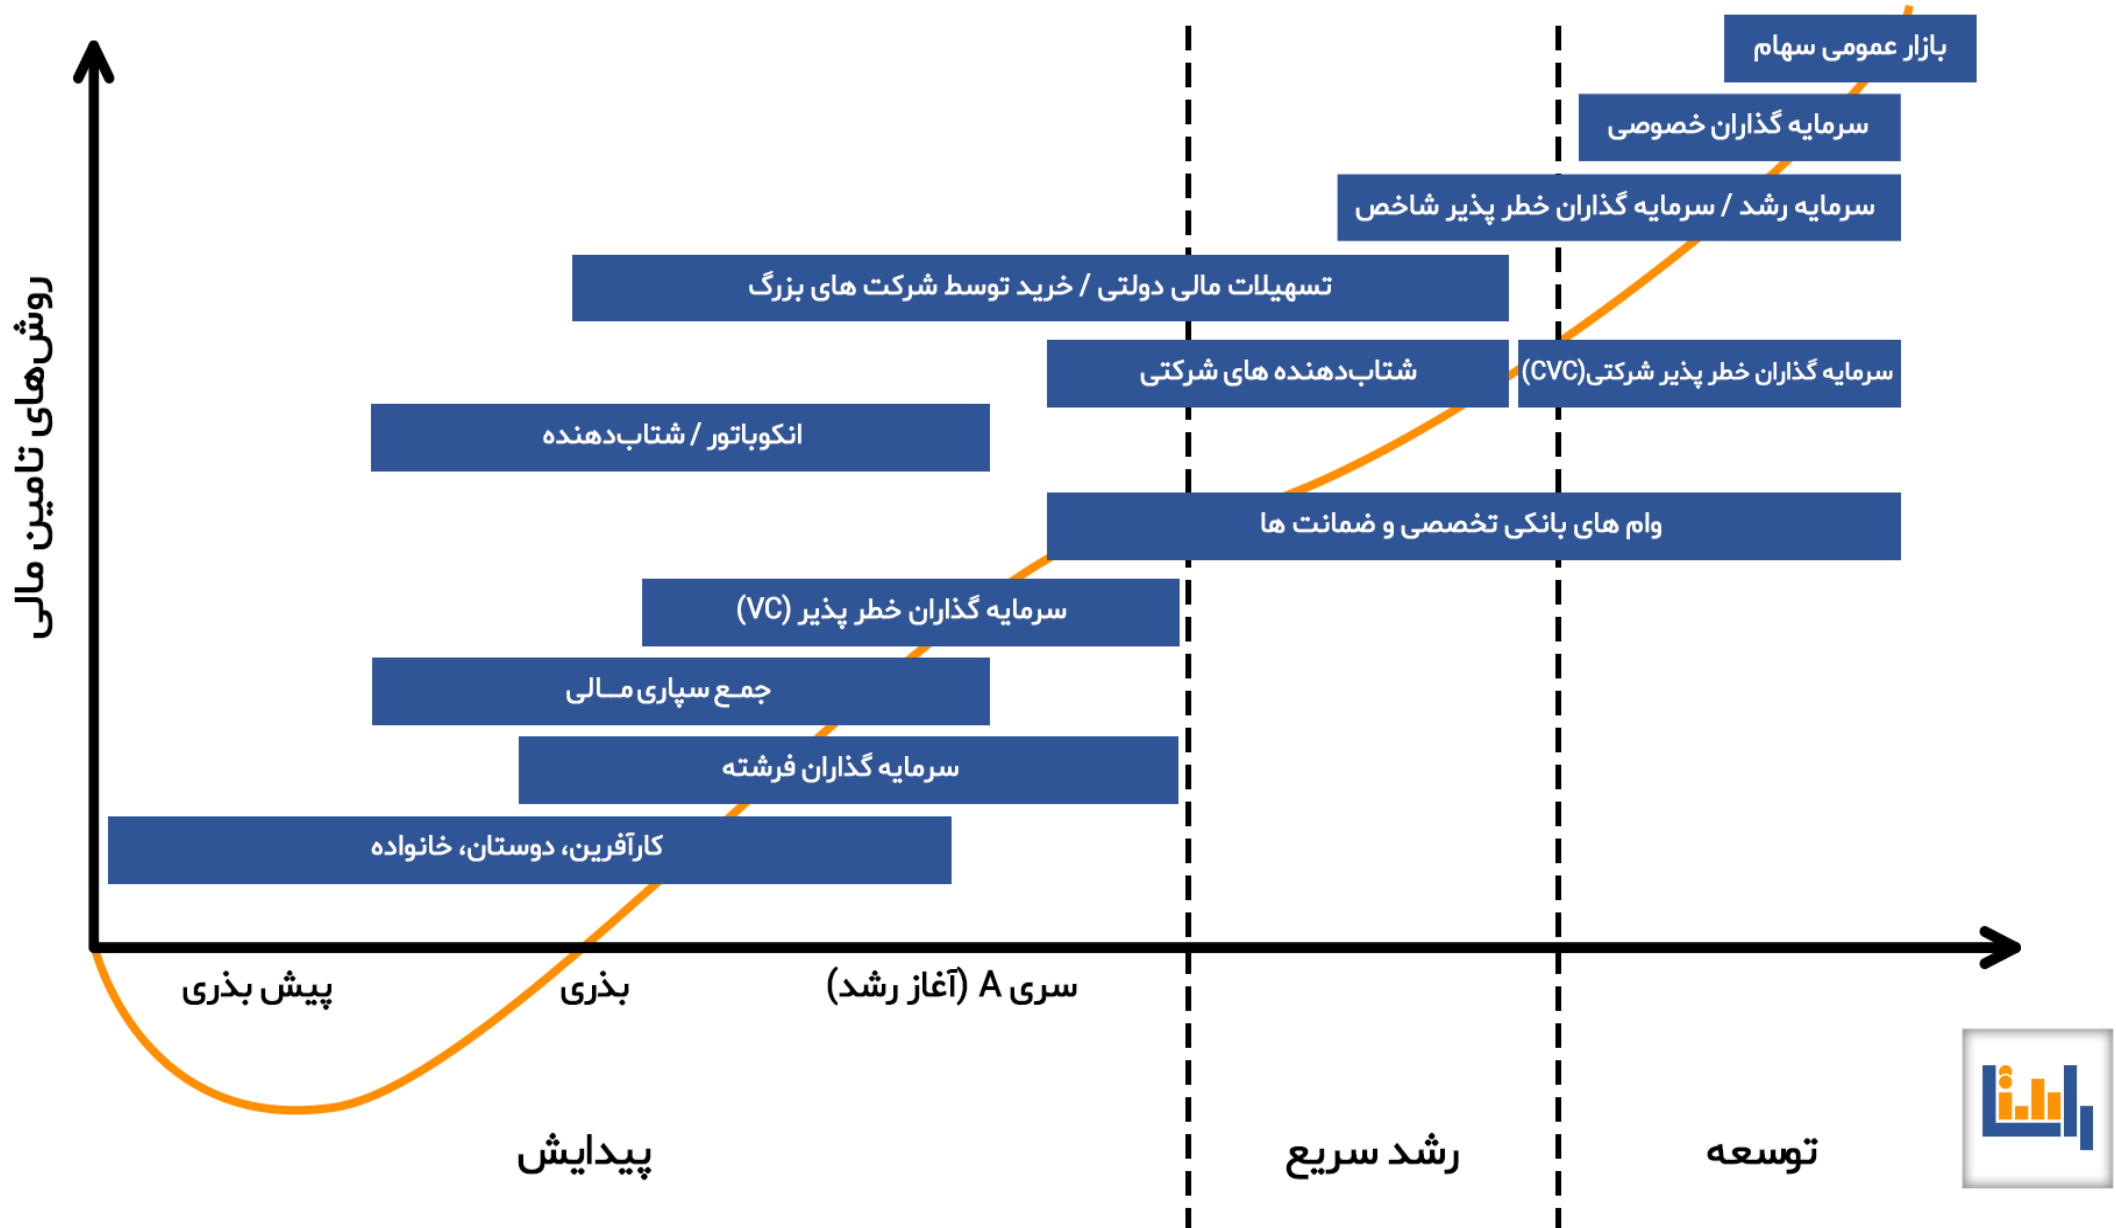 بازار عمومی سهام
سرمایه گذاران خصوصی
سرمایه رشد / سرمایه گذاران خطر پذیر شاخص
تسهیلات مالی دولتی / خرید توسط شرکت های بزرگ
شتاب‌دهنده های شرکتی
سرمایه گذاران خطر پذیر شرکتی(CVC)
انکوباتور / شتاب‌دهنده
وام های بانکی تخصصی و ضمانت ها
سرمایه گذاران خطر پذیر (VC)
جمـع سپاری مــالی
سرمایه گذاران فرشته
کارآفرین، دوستان، خانواده
روش‌های تامین مالی
پیش بذری
بذری
سری A (آغاز رشد)
پیدایش
رشد سریع
توسعه